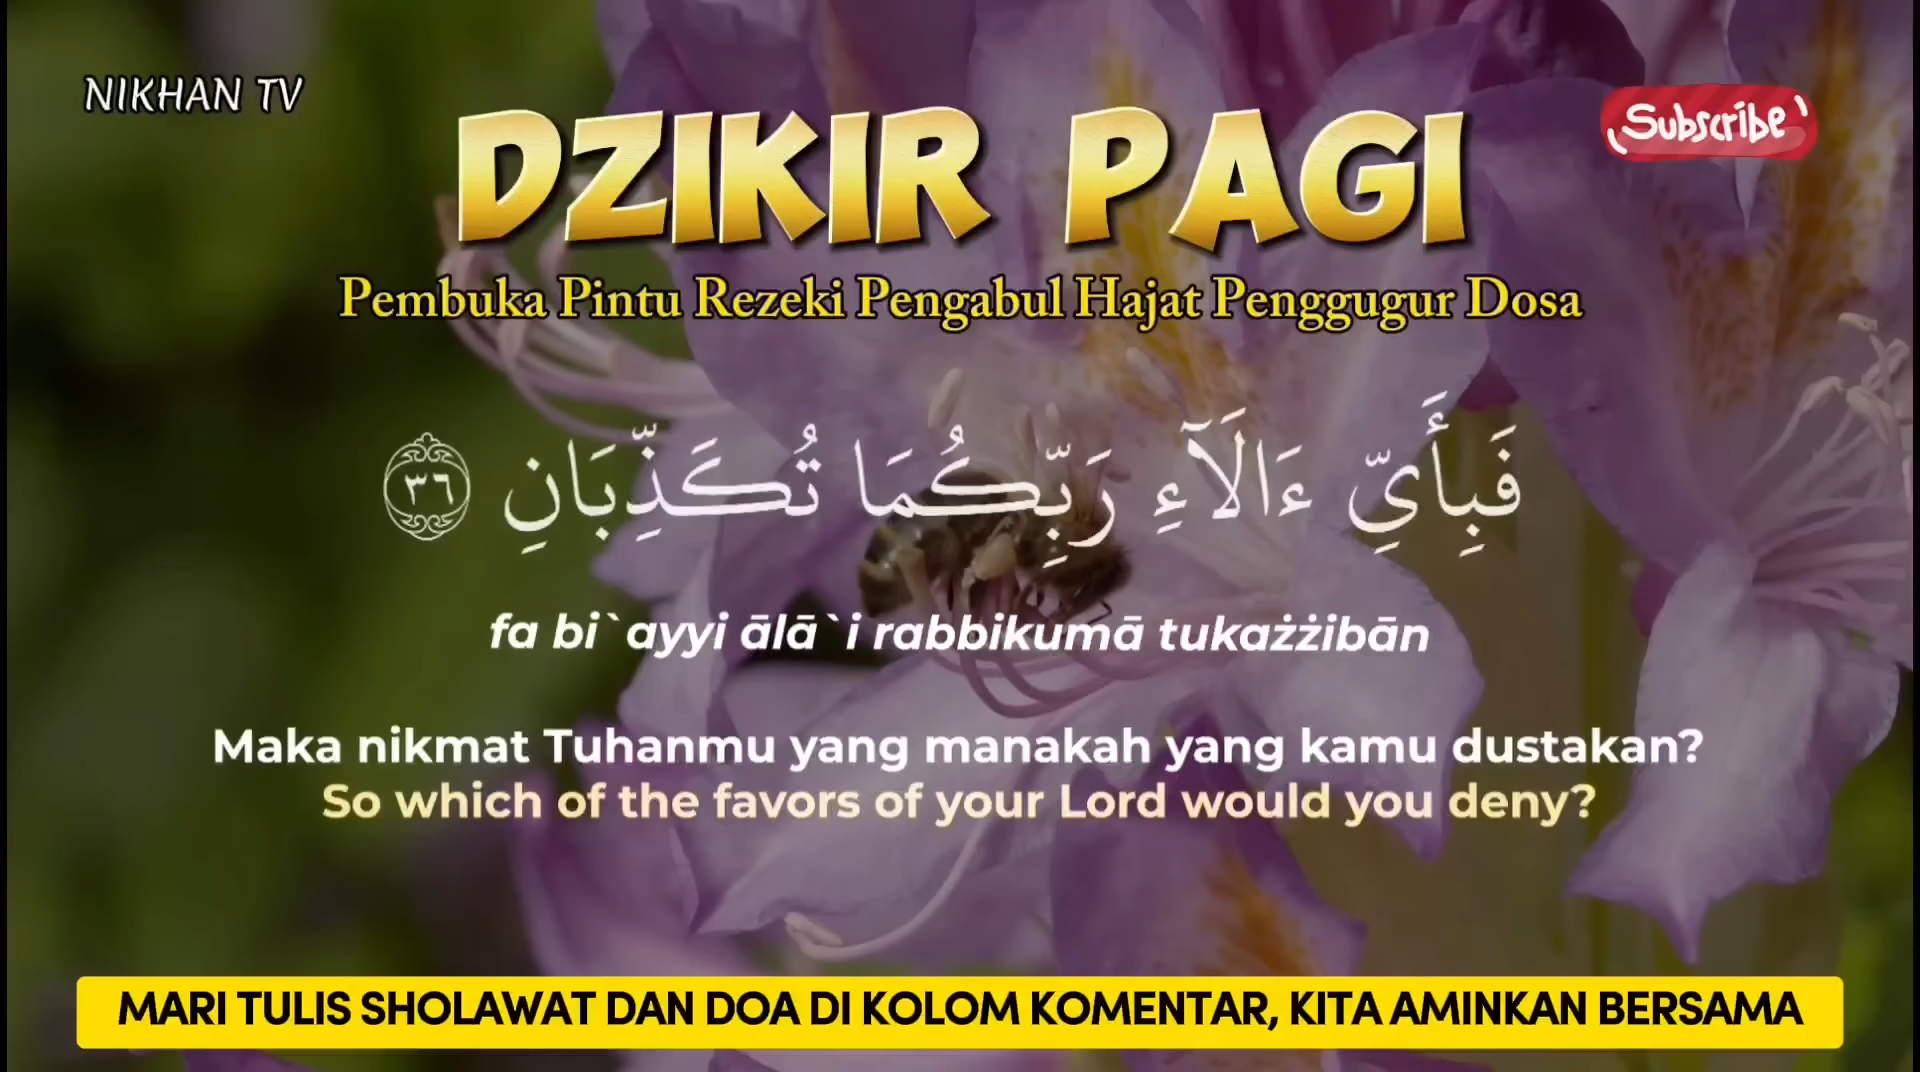 NIKHAN TV
Subscribe
DZIKIR PAGI
Pembuka Pintu Rezeki Pengabul Hajat Penggugur Dosa
فَبِأَيِّ ءَالَآءِ رَبِّكُمَا تُكَذِّبَانِ ٣٦
fa bi`ayyi ālā`i rabbikumā tukażżibān
Maka nikmat Tuhanmu yang manakah yang kamu dustakan?
So which of the favors of your Lord would you deny?
MARI TULIS SHOLAWAT DAN DOA DI KOLOM KOMENTAR, KITA AMINKAN BERSAMA